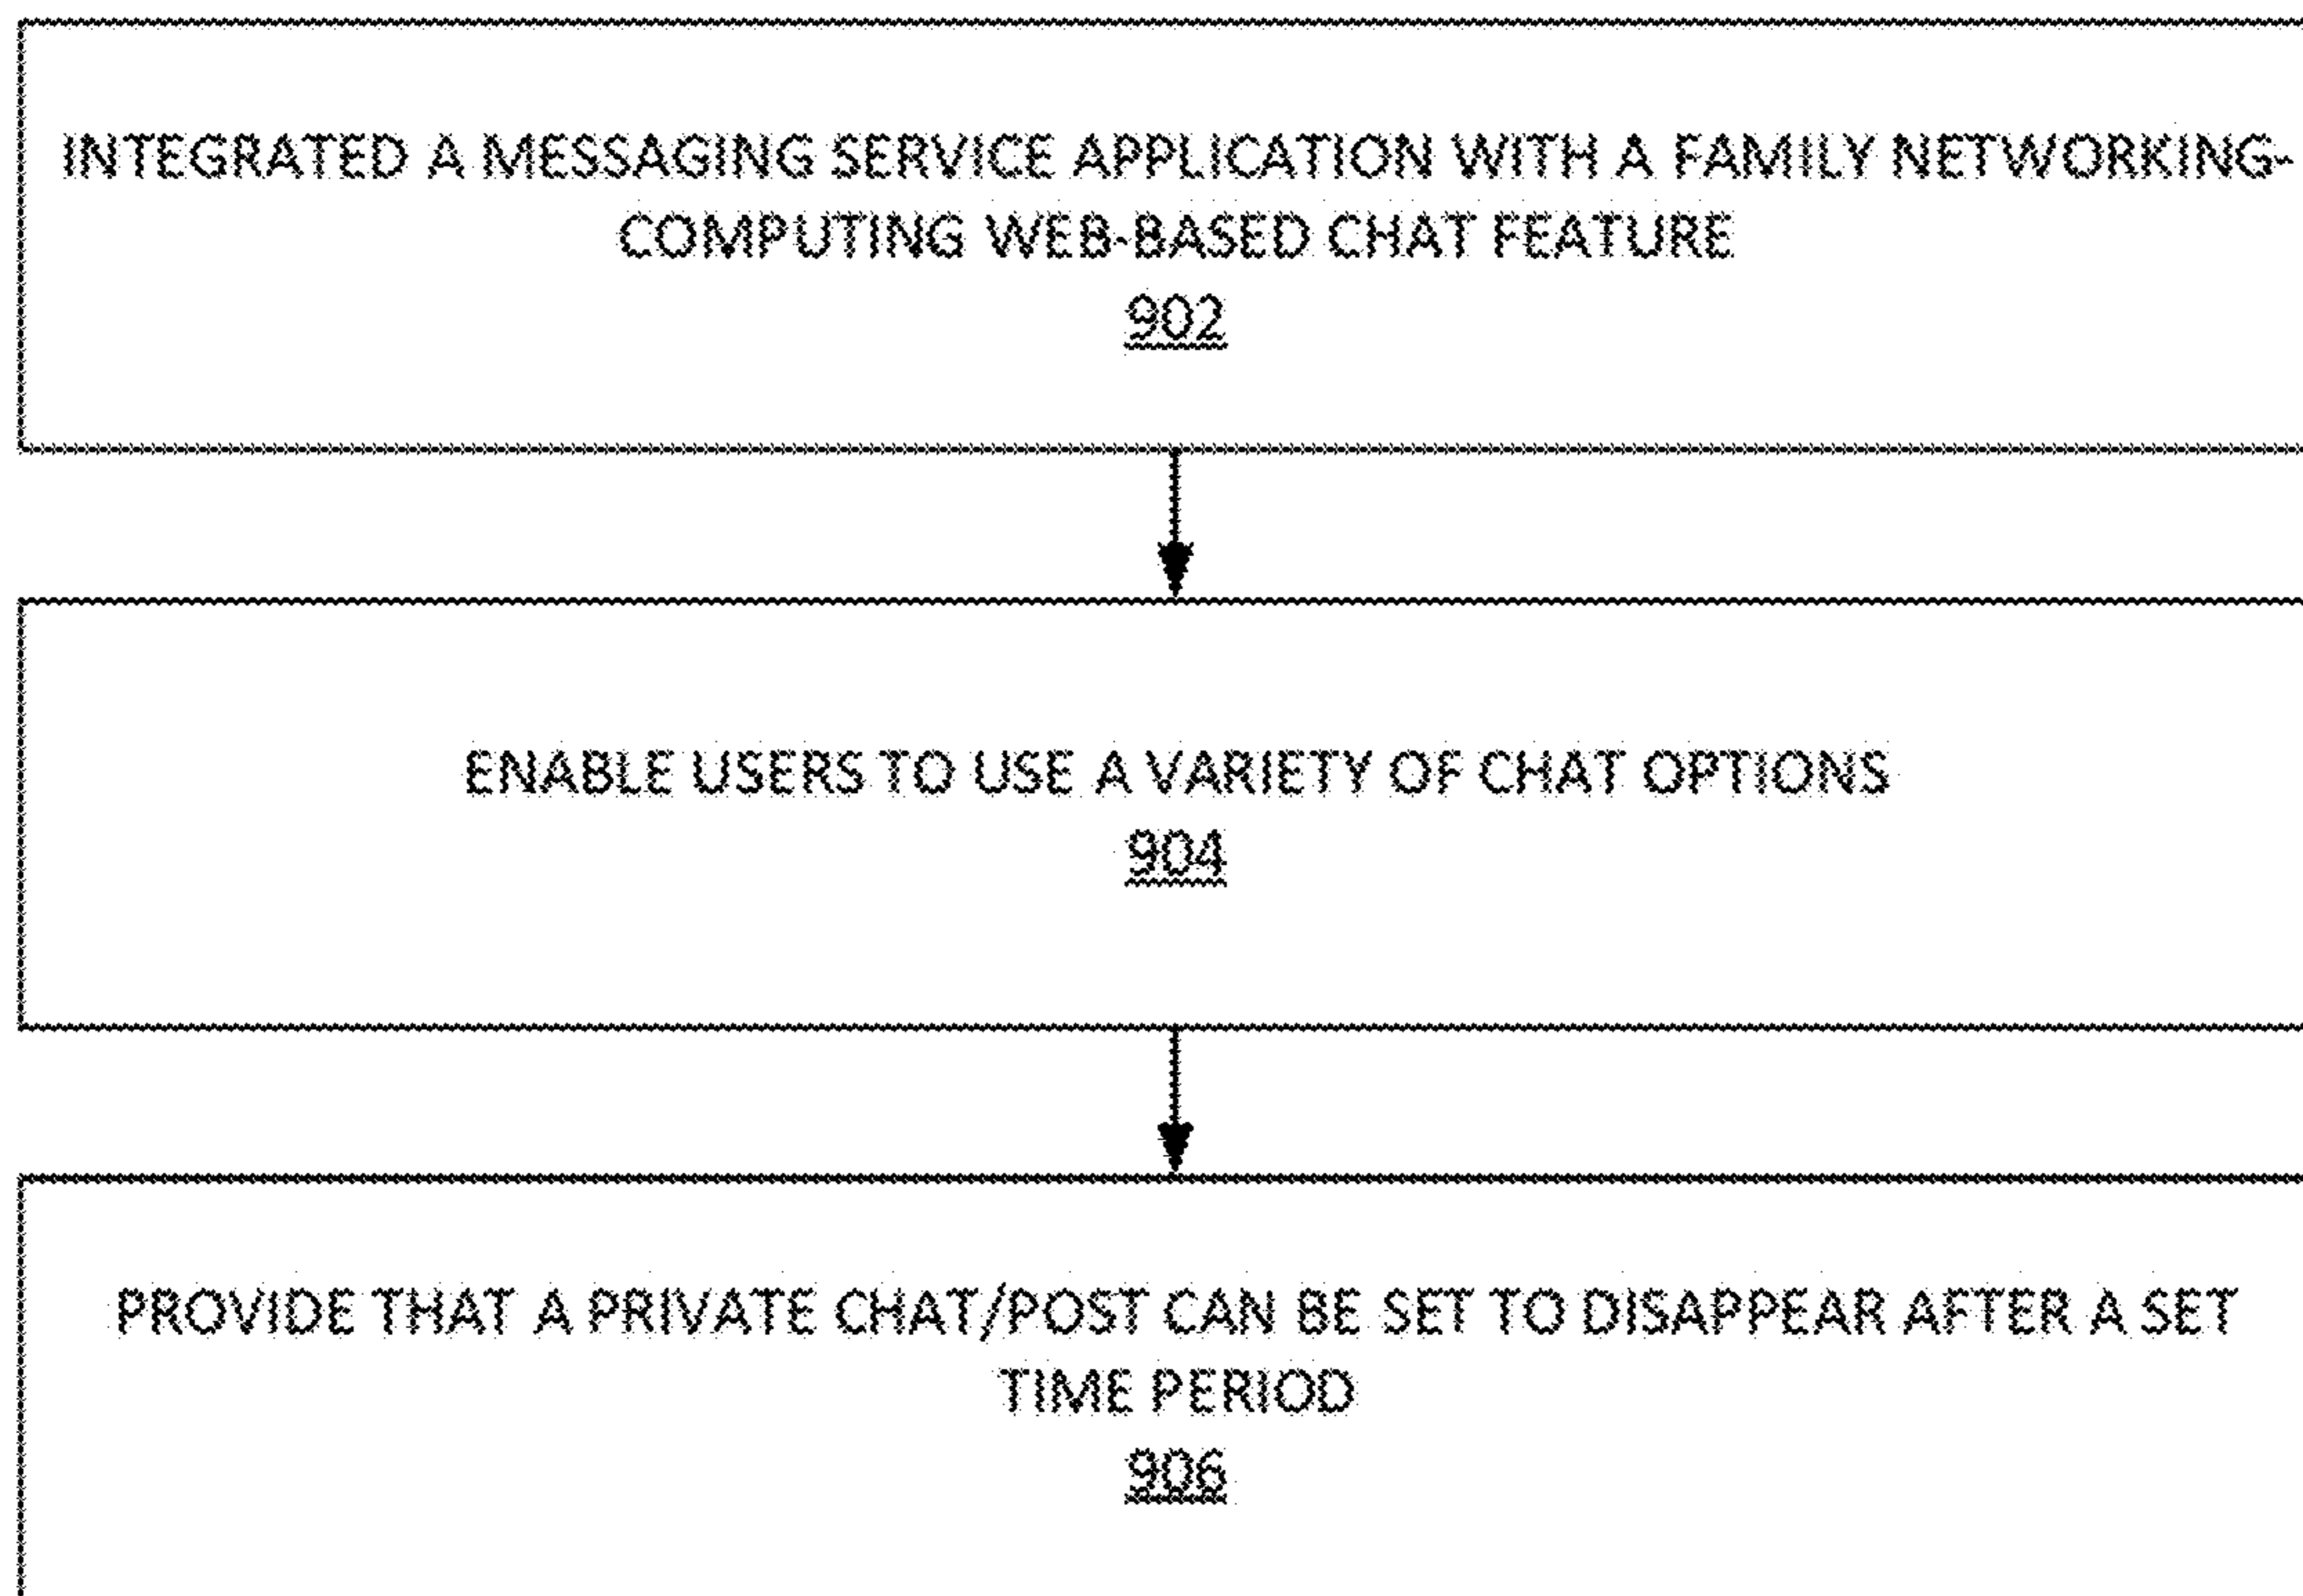 INTEGRATED A MESSAGING SERVICE APPLICATION WITH A FAMILY NETWORKING-
COMPUTING WEB-BASED CHAT FEATURE
902
ENABLE USERS TO USE A VARIETY OF CHAT OPTIONS
904
PROVIDE THAT A PRIVATE CHAT/POST CAN BE SET TO DISAPPEAR AFTER A SET
TIME PERIOD
906